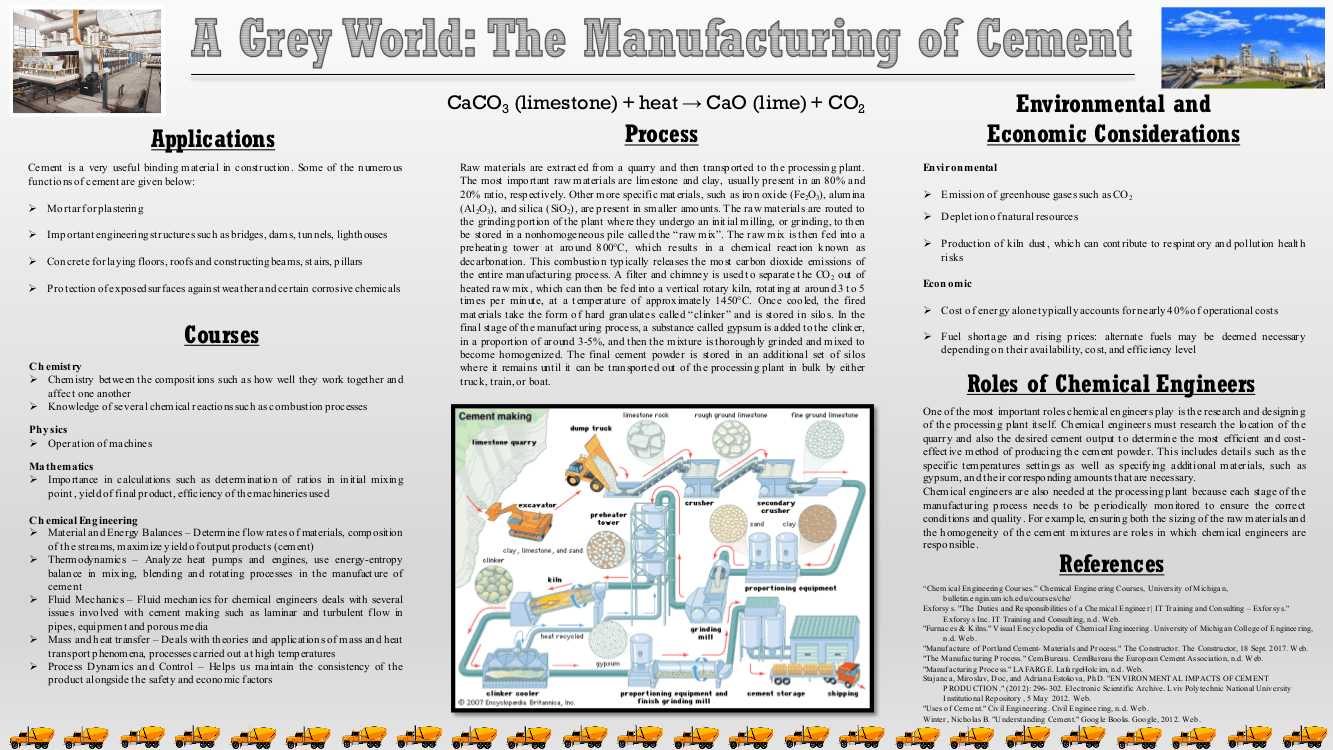 A Grey World: The Manufacturing of Cement
CaCO₃ (limestone) + heat → CaO (lime) + CO₂
Applications
Cement is a very useful binding material in construction. Some of the numerous
functions of cement are given below:
➢ Mortar for plastering
➢ Important engineering structures such as bridges, dams, tunnels, lighthouses
➢ Concrete for laying floors, roofs and constructing beams, stairs, pillars
➢ Protection of exposed surfaces against weather and certain corrosive chemicals
Courses
Chemistry
➢ Chemistry between the compositions such as how well they work together and
affect one another
➢ Knowledge of several chemical reactions such as combustion processes
Physics
➢ Operation of machines
Mathematics
➢ Importance in calculations such as determination of ratios in initial mixing
point, yield of final product, efficiency of the machineries used
Chemical Engineering
➢ Material and Energy Balances – Determine flow rates of materials, composition
of the streams, maximize yield of output products (cement)
➢ Thermodynamics – Analyze heat pumps and engines, use energy-entropy
balance in mixing, blending and rotating processes in the manufacture of
cement
➢ Fluid Mechanics – Fluid mechanics for chemical engineers deals with several
issues involved with cement making such as laminar and turbulent flow in
pipes, equipment and porous media
➢ Mass and heat transfer – Deals with theories and applications of mass and heat
transport phenomena, processes carried out at high temperatures
➢ Process Dynamics and Control – Helps us maintain the consistency of the
product alongside the safety and economic factors
Process
Raw materials are extracted from a quarry and then transported to the processing plant.
The most important raw materials are limestone and clay, usually present in an 80% and
20% ratio, respectively. Other more specific materials, such as iron oxide (Fe₂O₃), alumina
(Al₂O₃), and silica (SiO₂), are present in smaller amounts. The raw materials are routed to
the grinding portion of the plant where they undergo an initial milling, or grinding, to then
be stored in a nonhomogeneous pile called the “raw mix”. The raw mix is then fed into a
preheating tower at around 800°C, which results in a chemical reaction known as
decarbonation. This combustion typically releases the most carbon dioxide emissions of
the entire manufacturing process. A filter and chimney is used to separate the CO₂ out of
heated raw mix, which can then be fed into a vertical rotary kiln, rotating at around 3 to 5
times per minute, at a temperature of approximately 1450°C. Once cooled, the fired
materials take the form of hard granulates called “clinker” and is stored in silos. In the
final stage of the manufacturing process, a substance called gypsum is added to the clinker,
in a proportion of around 3-5%, and then the mixture is thoroughly grinded and mixed to
become homogenized. The final cement powder is stored in an additional set of silos
where it remains until it can be transported out of the processing plant in bulk by either
truck, train, or boat.
Cement making
limestone rock
rough ground limestone
fine ground limestone
dump truck
limestone quarry
excavator
crusher
secondary
crusher
preheater
tower
sand
clay
clay, limestone, and sand
clinker
kiln
proportioning equipment
grinding
mill
heat recycled
gypsum
clinker cooler
proportioning equipment and
finish grinding mill
cement storage
shipping
© 2007 Encyclopædia Britannica, Inc.
Environmental and
Economic Considerations
Environmental
➢ Emission of greenhouse gases such as CO₂
➢ Depletion of natural resources
➢ Production of kiln dust, which can contribute to respiratory and pollution health
risks
Economic
➢ Cost of energy alone typically accounts for nearly 40% of operational costs
➢ Fuel shortage and rising prices: alternate fuels may be deemed necessary
depending on their availability, cost, and efficiency level
Roles of Chemical Engineers
One of the most important roles chemical engineers play is the research and designing
of the processing plant itself. Chemical engineers must research the location of the
quarry and also the desired cement output to determine the most efficient and cost-
effective method of producing the cement powder. This includes details such as the
specific temperatures settings as well as specifying additional materials, such as
gypsum, and their corresponding amounts that are necessary.
Chemical engineers are also needed at the processing plant because each stage of the
manufacturing process needs to be periodically monitored to ensure the correct
conditions and quality. For example, ensuring both the sizing of the raw materials and
the homogeneity of the cement mixtures are roles in which chemical engineers are
responsible.
References
"Chemical Engineering Courses." Chemical Engineering Courses, University of Michigan,
bulletin.engin.umich.edu/courses/che/
Exforsys. "The Duties and Responsibilities of a Chemical Engineer | IT Training and Consulting – Exforsys."
Exforsys Inc. IT Training and Consulting, n.d. Web.
"Furnaces & Kilns." Visual Encyclopedia of Chemical Engineering. University of Michigan College of Engineering,
n.d. Web.
"Manufacture of Portland Cement- Materials and Process." The Constructor. The Constructor, 18 Sept. 2017. Web.
"The Manufacturing Process." CemBureau. CemBureau the European Cement Association, n.d. Web.
"Manufacturing Process." LAFARGE. LafargeHolcim, n.d. Web.
Stajanca, Miroslav, Doc, and Adriana Estokova, PhD. "ENVIRONMENTAL IMPACTS OF CEMENT
PRODUCTION." (2012): 296-302. Electronic Scientific Archive. Lviv Polytechnic National University
Institutional Repository, 5 May 2012. Web.
"Uses of Cement." Civil Engineering. Civil Engineering, n.d. Web.
Winter, Nicholas B. "Understanding Cement." Google Books. Google, 2012. Web.